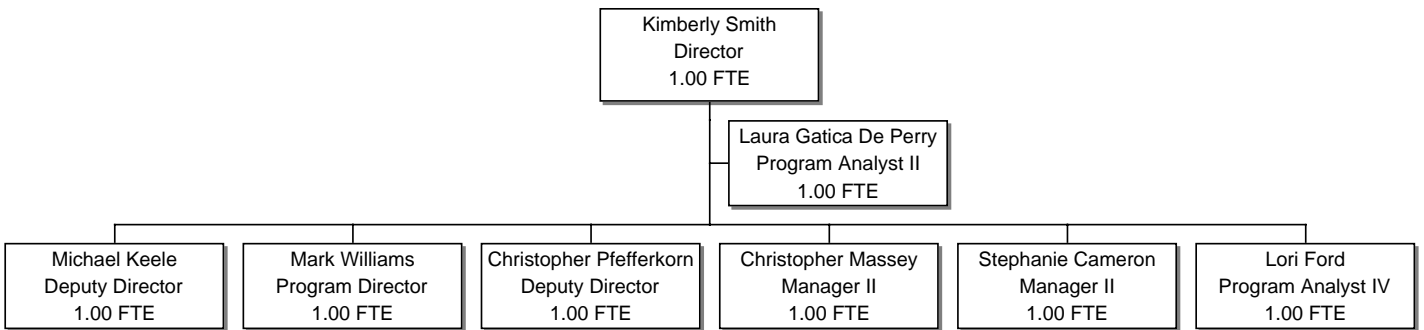 Kimberly Smith
Director
1.00 FTE
Laura Gatica De Perry
Program Analyst II
1.00 FTE
Michael Keele
Deputy Director
1.00 FTE
Mark Williams
Program Director
1.00 FTE
Christopher Pfefferkorn
Deputy Director
1.00 FTE
Christopher Massey
Manager II
1.00 FTE
Stephanie Cameron
Manager II
1.00 FTE
Lori Ford
Program Analyst IV
1.00 FTE